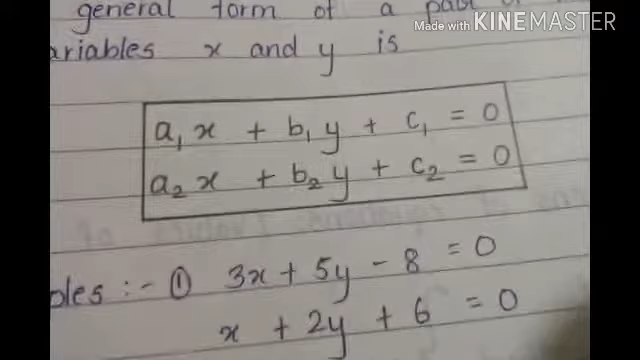 general form of a
Made with KINEMASTER
ariables x and y is
a₁x + b₁y + c₁ = 0
a₂x + b₂y + c₂ = 0
ples :- ① 3x + 5y - 8 = 0
x + 2y + 6 = 0